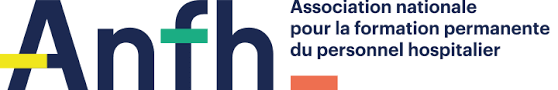 Anfh
Association nationale
pour la formation permanente
du personnel hospitalier